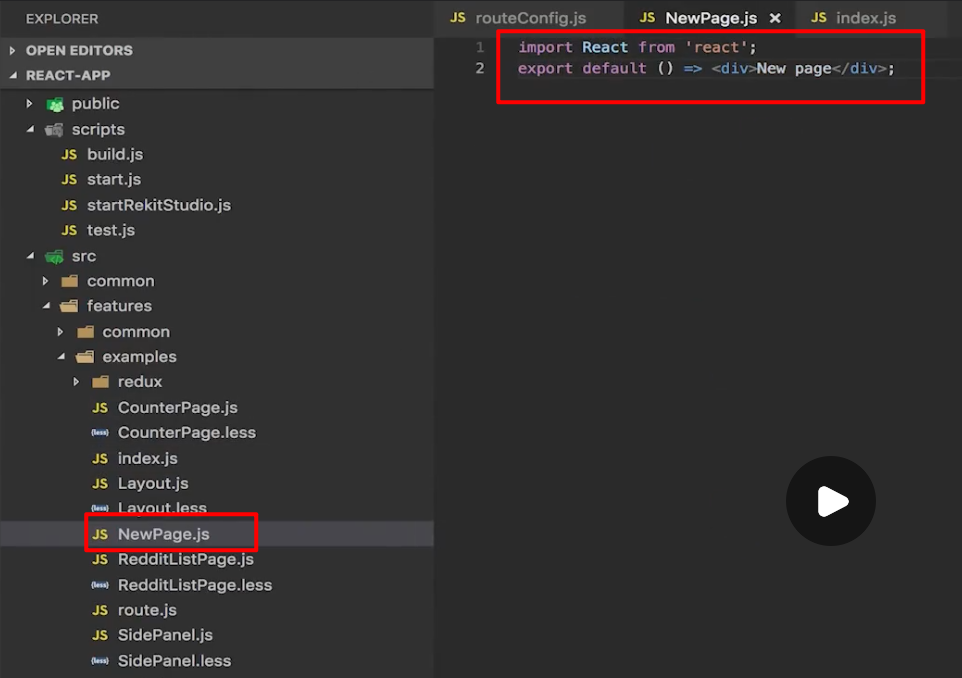 EXPLORER
OPEN EDITORS
REACT-APP
public
scripts
JS build.js
JS start.js
JS startRekitStudio.js
JS test.js
src
common
features
common
examples
redux
JS CounterPage.js
{less} CounterPage.less
JS index.js
JS Layout.js
{less} Layout.less
JS NewPage.js
JS RedditListPage.js
{less} RedditListPage.less
JS route.js
JS SidePanel.js
{less} SidePanel.less
JS routeConfig.js JS NewPage.js × JS index.js
1 import React from 'react';
2 export default () => <div>New page</div>;